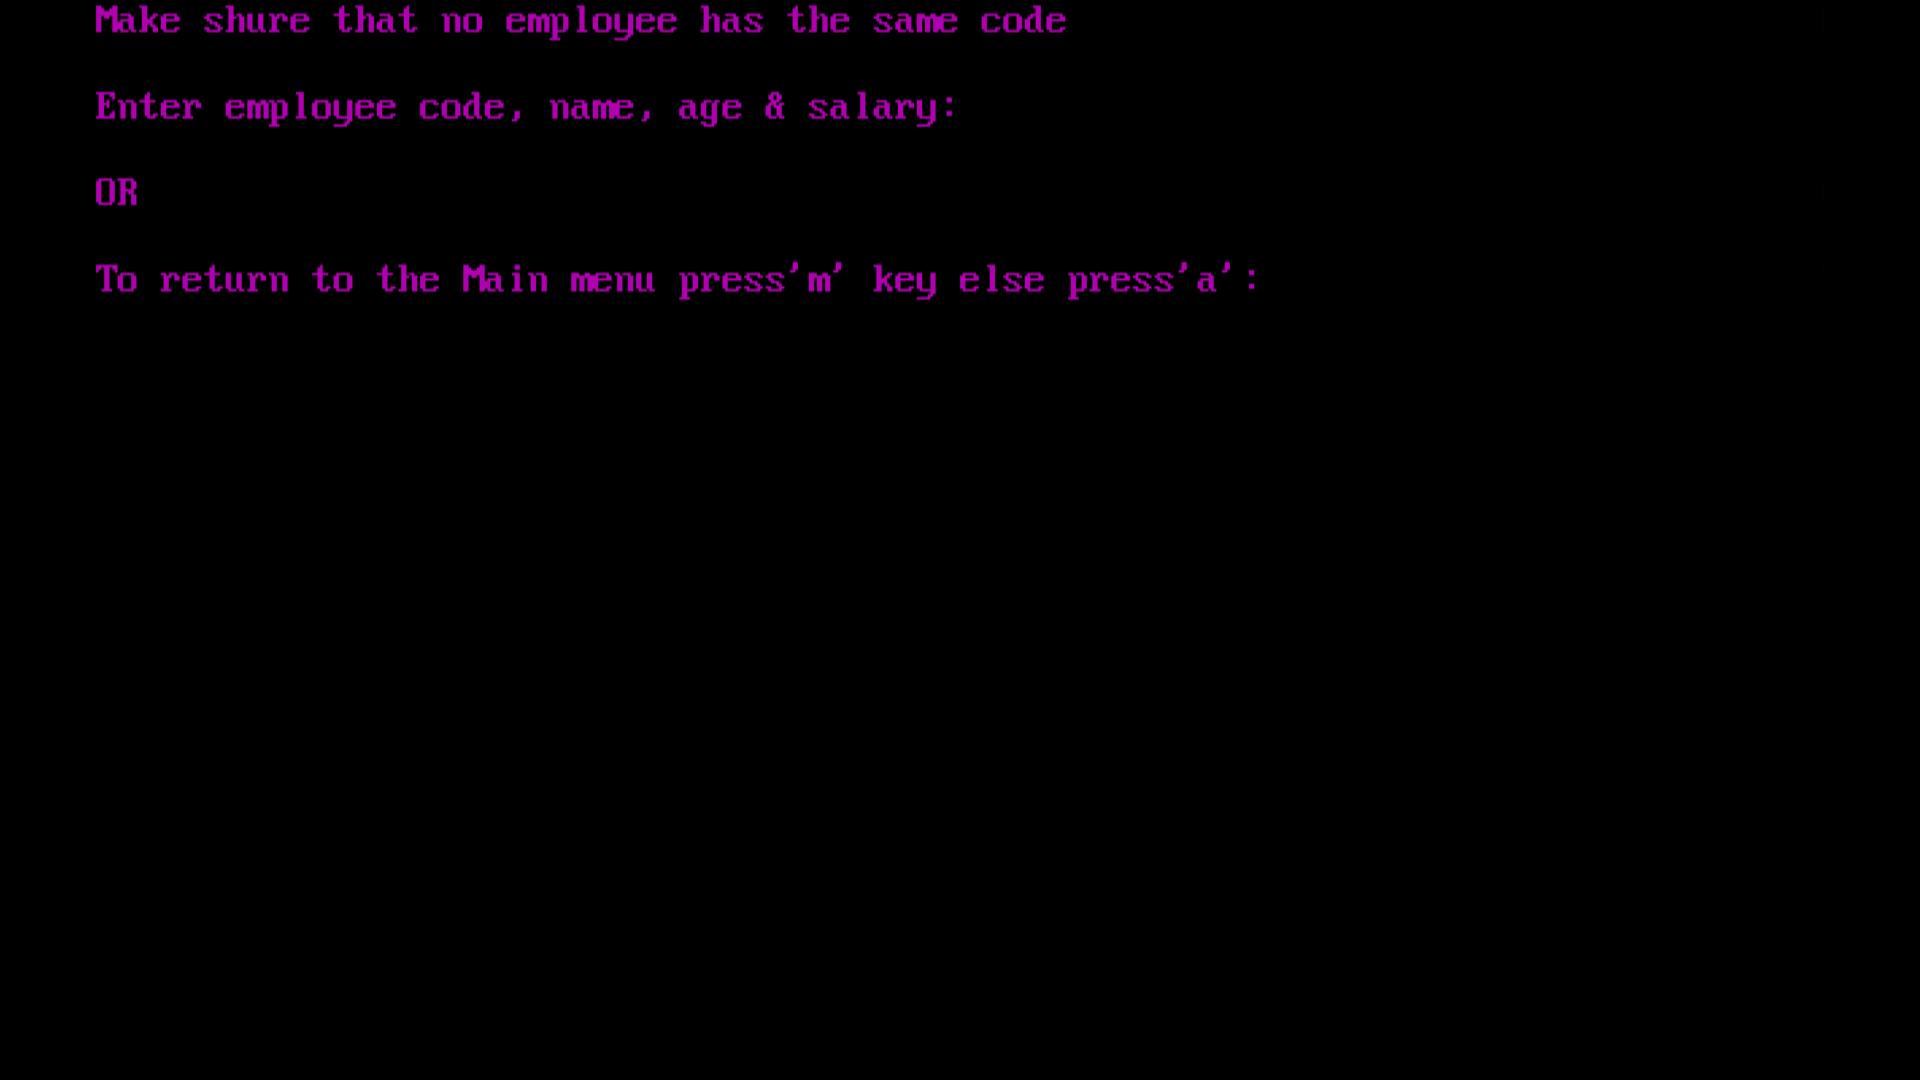 Make shure that no employee has the same code
Enter employee code, name, age & salary:
OR
To return to the Main menu press'm' key else press'a':